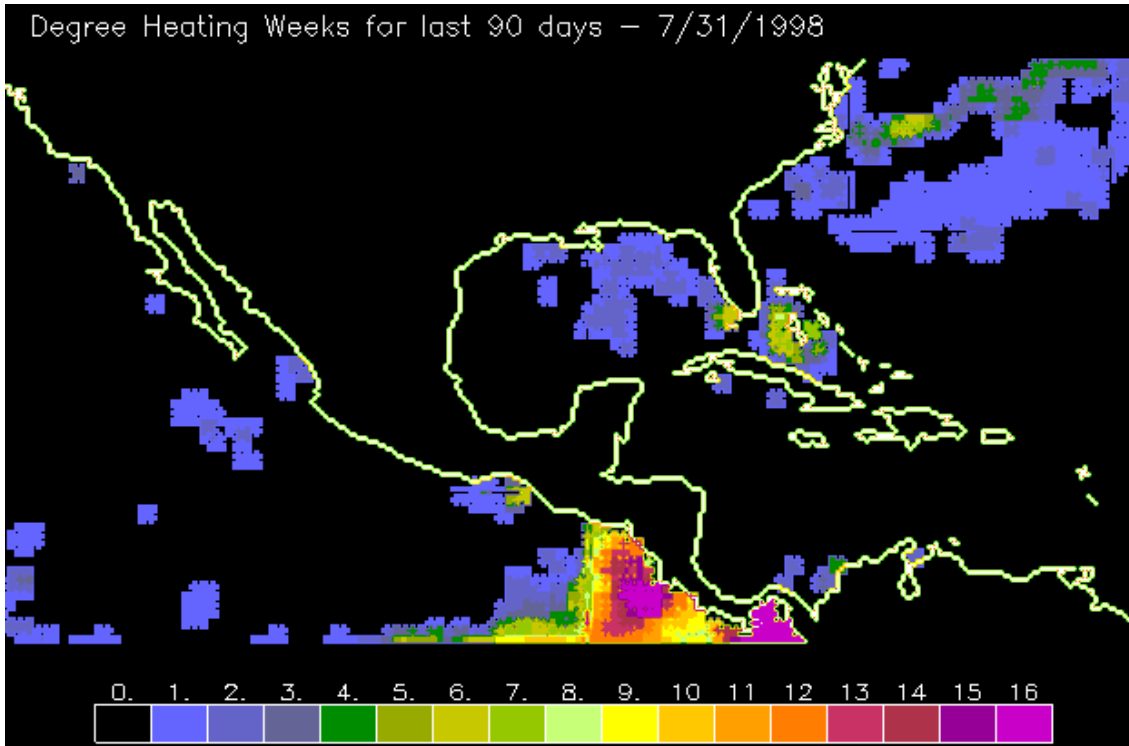 Degree Heating Weeks for last 90 days – 7/31/1998
0. 1. 2. 3. 4. 5. 6. 7. 8. 9. 10 11 12 13 14 15 16